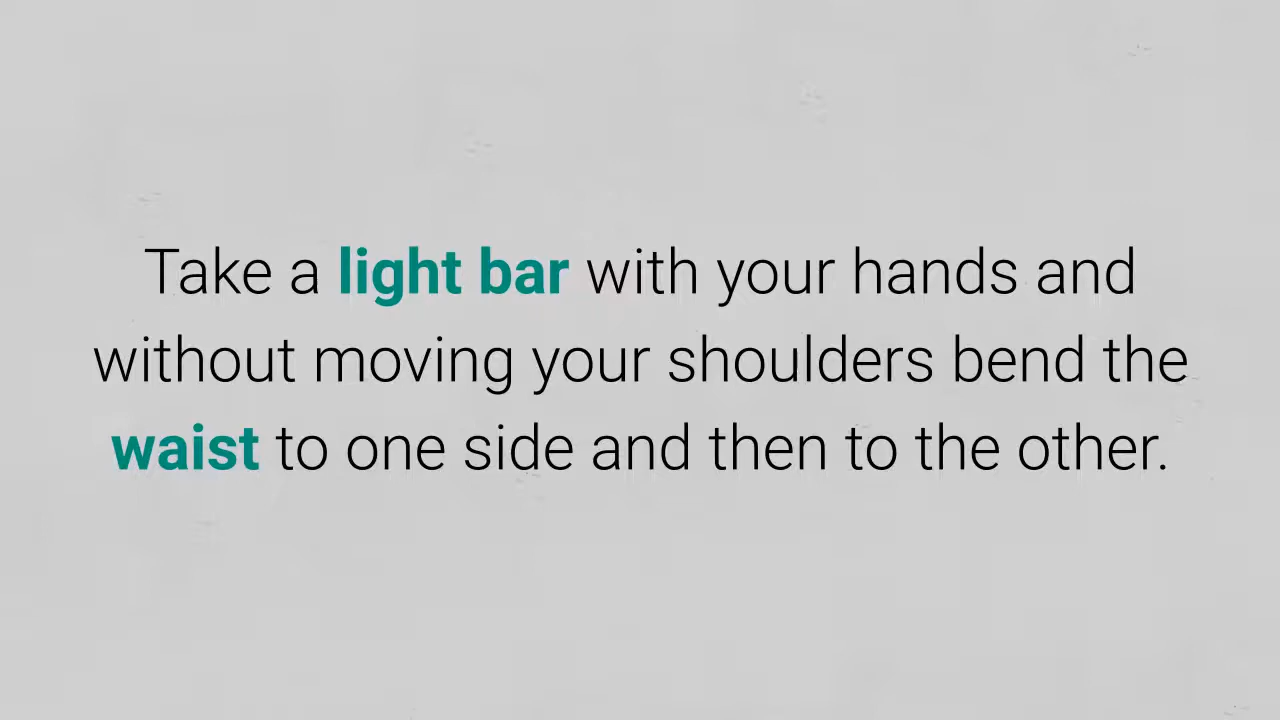 Take a light bar with your hands and
without moving your shoulders bend the
waist to one side and then to the other.